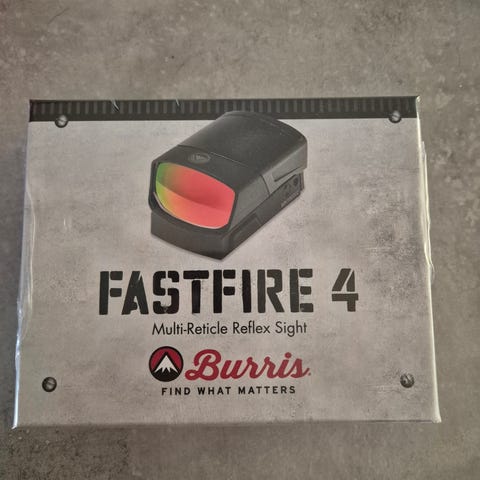 FASTFIRE 4
Multi-Reticle Reflex Sight
Burris.
FIND WHAT MATTERS